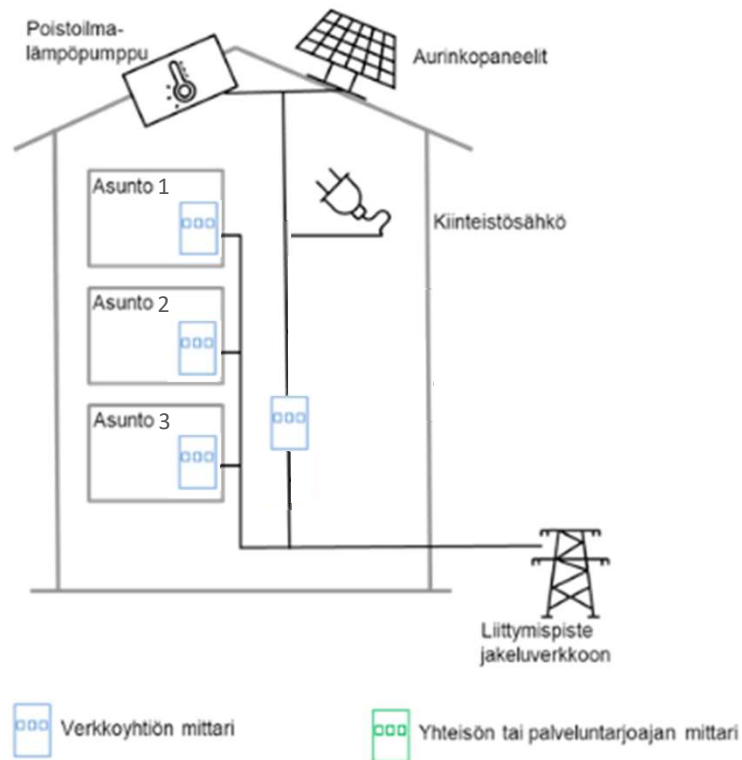 Poistoilma-
lämpöpumppu
Aurinkopaneelit
Asunto 1
Kiinteistösähkö
Asunto 2
Asunto 3
Liittymispiste
jakeluverkkoon
Verkkoyhtiön mittari
Yhteisön tai palveluntarjoajan mittari